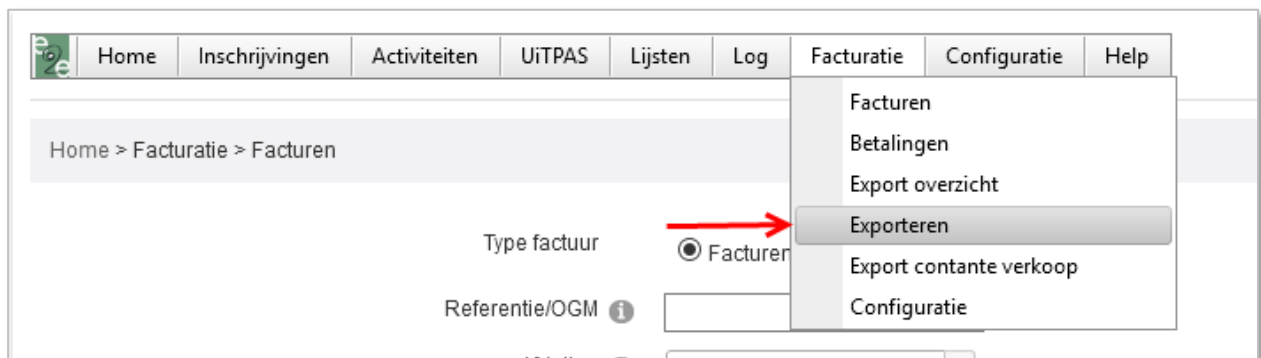 e2e Home Inschrijvingen Activiteiten UiTPAS Lijsten Log Facturatie Configuratie Help
Facturen
Betalingen
Export overzicht
Exporteren
Export contante verkoop
Configuratie
Home > Facturatie > Facturen
Type factuur Facturen
Referentie/OGM